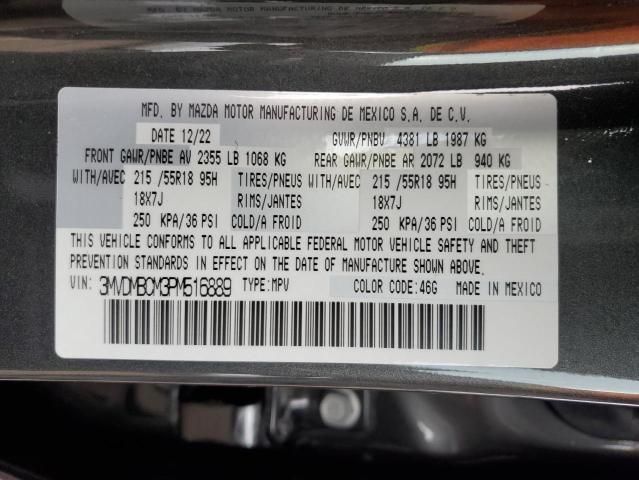 MFD. BY MAZDA MOTOR MANUFACTURING DE MEXICO S.A. DE C.V.
DATE 12/22 GVWR/PNBV 4381 LB 1987 KG
FRONT GAWR/PNBE AV 2355 LB 1068 KG REAR GAWR/PNBE AR 2072 LB 940 KG
WITH/AVEC 215 /55R18 95H TIRES/PNEUS WITH/AVEC 215 /55R18 95H TIRES/PNEUS
18X7J RIMS/JANTES 18X7J RIMS/JANTES
250 KPA/36 PSI COLD/A FROID 250 KPA/36 PSI COLD/A FROID
THIS VEHICLE CONFORMS TO ALL APPLICABLE FEDERAL MOTOR VEHICLE SAFETY AND THEFT
PREVENTION STANDARDS IN EFFECT ON THE DATE OF MANUFACTURE SHOWN ABOVE.
VIN: 3MVDMBCM3PM516889 TYPE:MPV COLOR CODE:46G MADE IN MEXICO